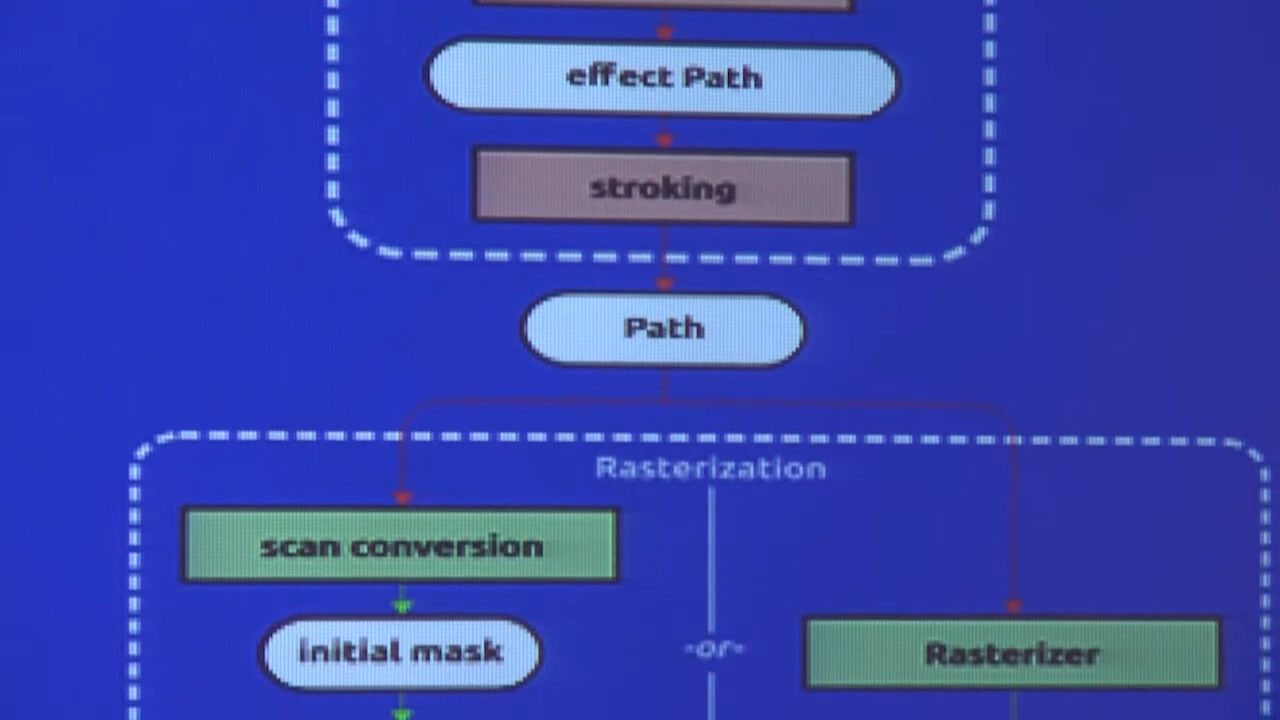 effect Path
stroking
Path
Rasterization
scan conversion
initial mask
-or-
Rasterizer